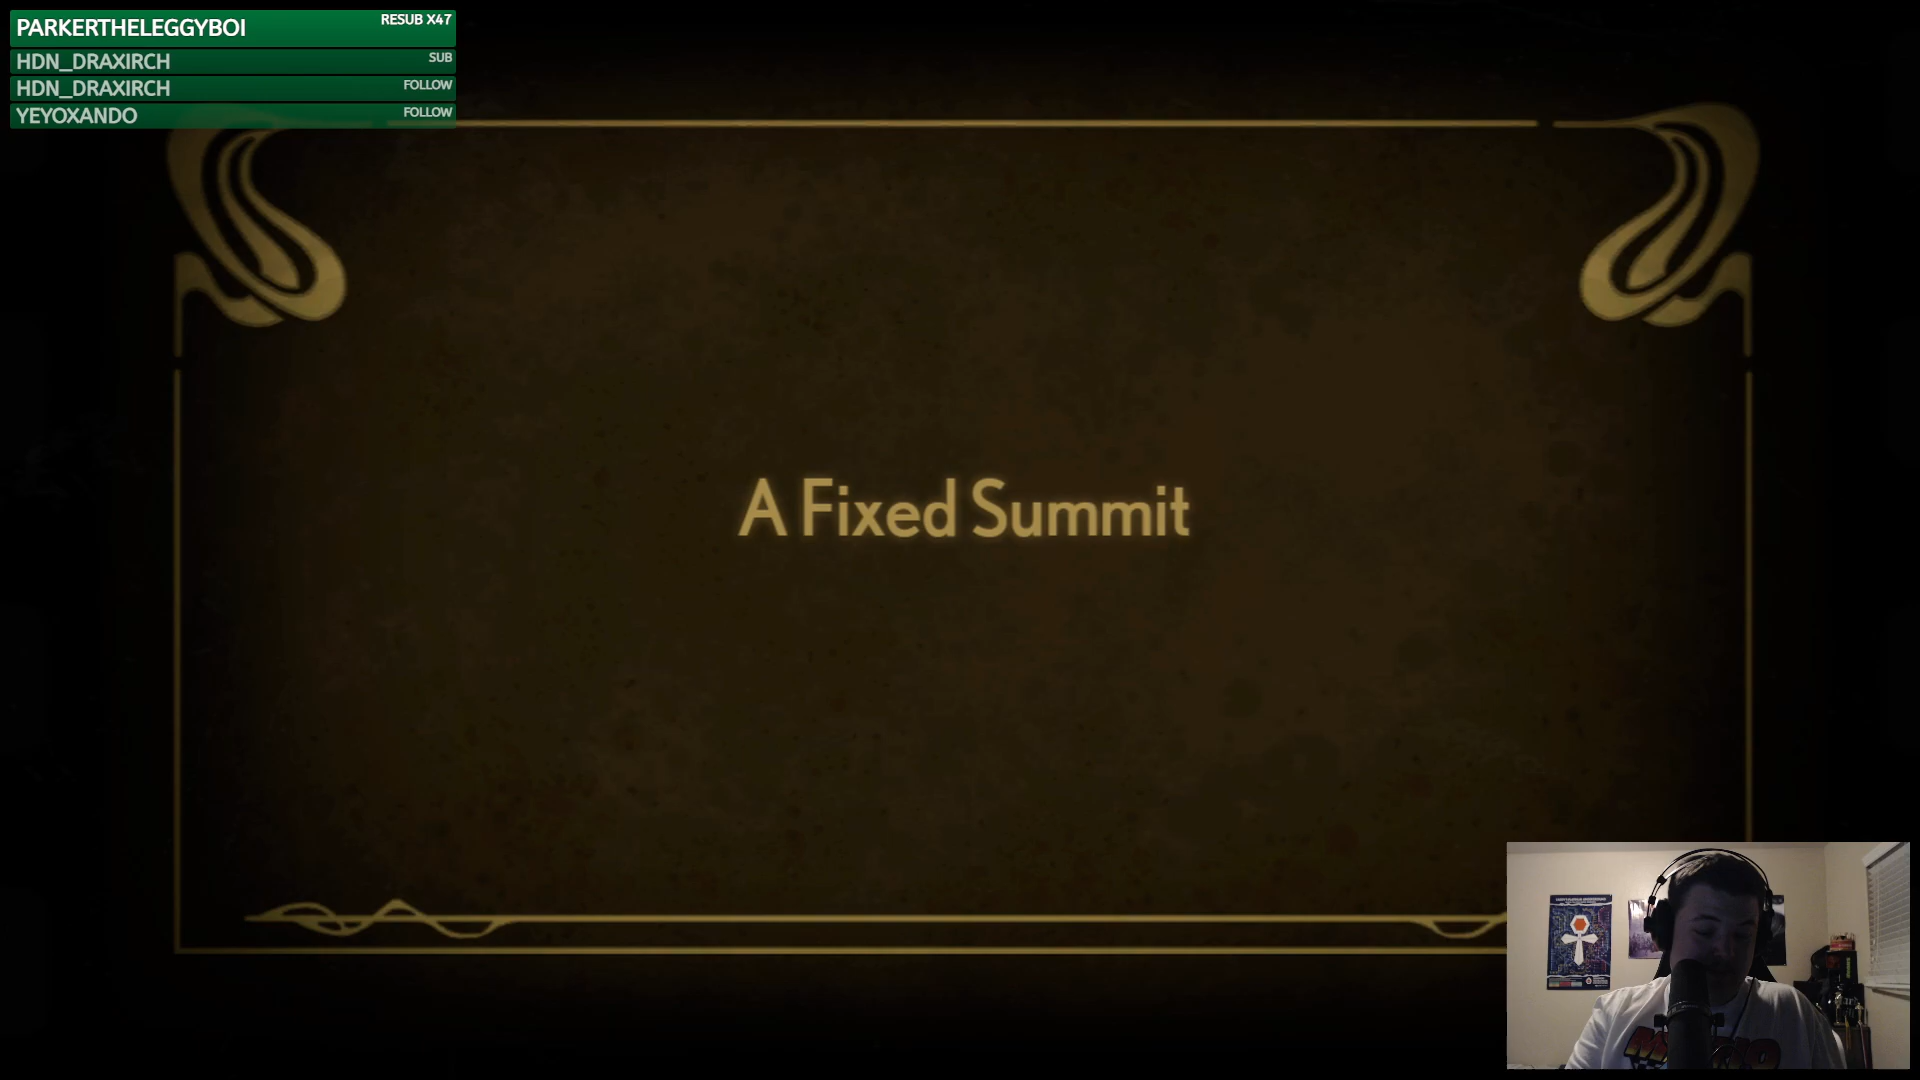 PARKERTHELEGGYBOI RESUB X47
HDN_DRAXIRCH SUB
HDN_DRAXIRCH FOLLOW
YEYOXANDO FOLLOW
A Fixed Summit